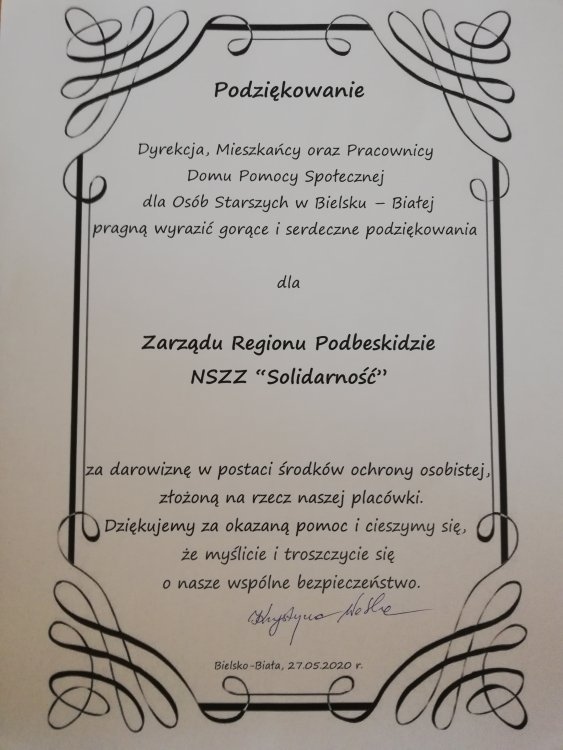 Podziękowanie
Dyrekcja, Mieszkańcy oraz Pracownicy
Domu Pomocy Społecznej
dla Osób Starszych w Bielsku – Białej
pragną wyrazić gorące i serdeczne podziękowania
dla
Zarządu Regionu Podbeskidzie
NSZZ “Solidarność”
za darowiznę w postaci środków ochrony osobistej,
złożoną na rzecz naszej placówki.
Dziękujemy za okazaną pomoc i cieszymy się,
że myślicie i troszczycie się
o nasze wspólne bezpieczeństwo.
Krystyna
Bielsko-Biała, 27.05.2020 r.